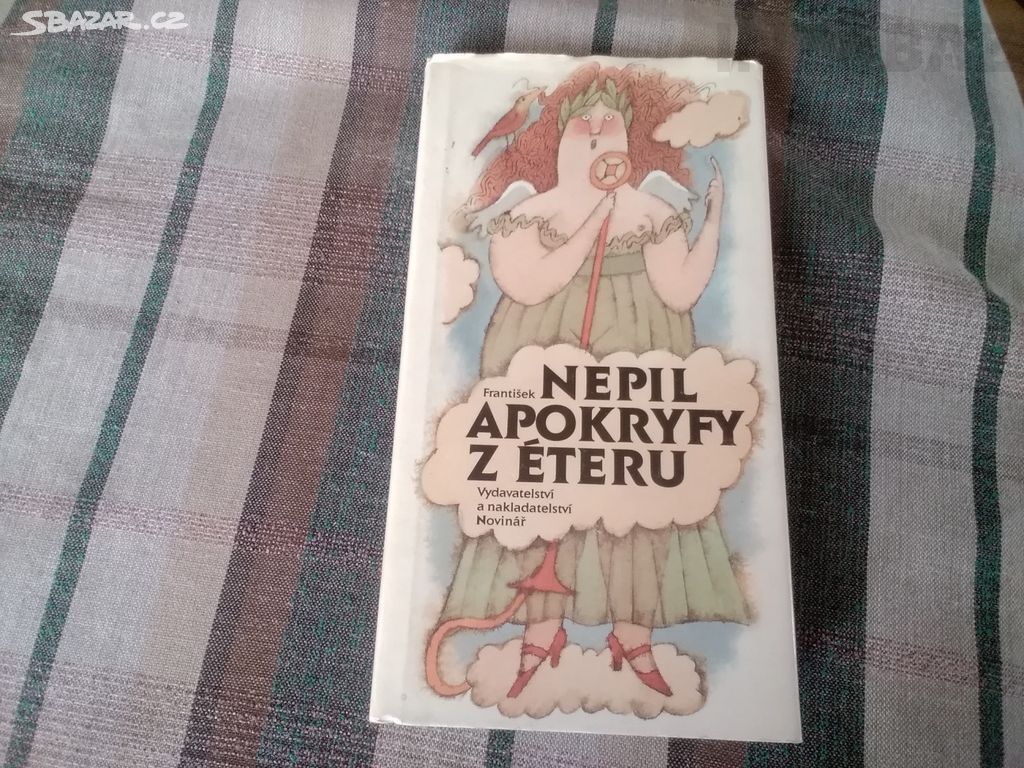 SBAZAR.CZ
František NEPIL
APOKRYFY
Z ÉTERU
Vydavatelství
a nakladatelství
Novinář